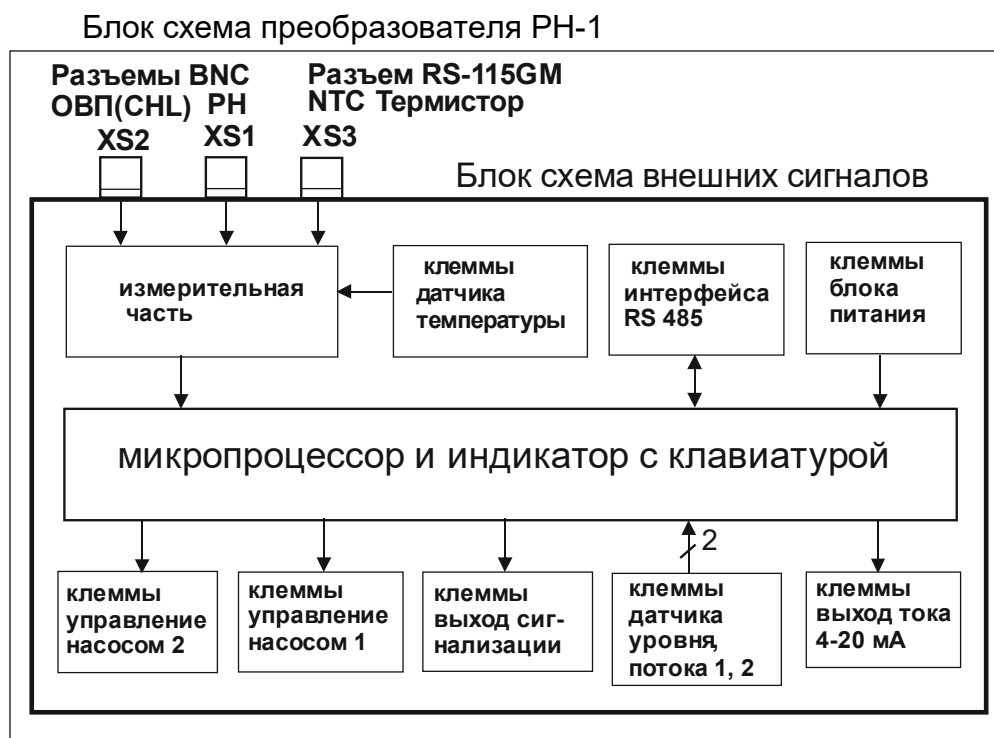 Блок схема преобразователя РН-1
Разъемы BNC
ОВП(CHL) PH
XS2 XS1
Разъем RS-115GM
NTC Термистор
XS3
Блок схема внешних сигналов
измерительная
часть
клеммы
датчика
температуры
клеммы
интерфейса
RS 485
клеммы
блока
питания
микропроцессор и индикатор с клавиатурой
2
клеммы
управление
насосом 2
клеммы
управление
насосом 1
клеммы
выход сиг-
нализации
клеммы
датчика
уровня,
потока 1, 2
клеммы
выход тока
4-20 мА